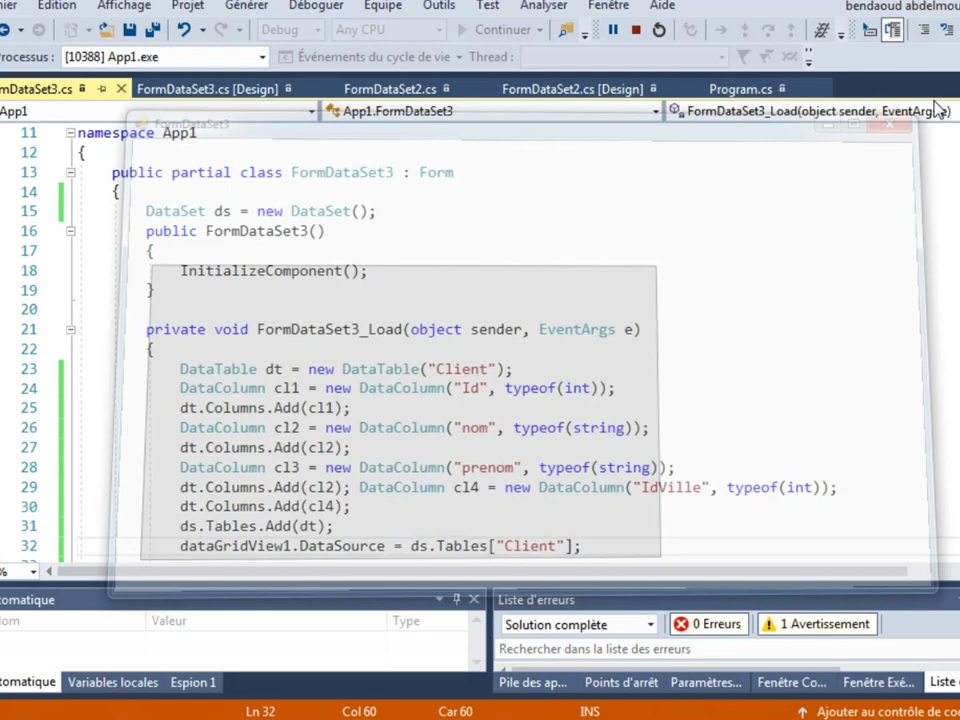 Edition Affichage Projet Générer Déboguer Equipe Outils Test Analyser Fenêtre Aide bendaoud abdelmou
Debug Any CPU Continuer
Processus : [10388] App1.exe Événements du cycle de vie Thread :
rmDataSet3.cs FormDataSet3.cs [Design] FormDataSet2.cs FormDataSet2.cs [Design] Program.cs
App1 App1.FormDataSet3 FormDataSet3_Load(object sender, EventArgs e)
FormDataSet3
11 namespace App1
12 {
13 public partial class FormDataSet3 : Form
14 {
15 DataSet ds = new DataSet();
16 public FormDataSet3()
17 {
18 InitializeComponent();
19 }
20
21 private void FormDataSet3_Load(object sender, EventArgs e)
22 {
23 DataTable dt = new DataTable("Client");
24 DataColumn cl1 = new DataColumn("Id", typeof(int));
25 dt.Columns.Add(cl1);
26 DataColumn cl2 = new DataColumn("nom", typeof(string));
27 dt.Columns.Add(cl2);
28 DataColumn cl3 = new DataColumn("prenom", typeof(string));
29 dt.Columns.Add(cl2); DataColumn cl4 = new DataColumn("IdVille", typeof(int));
30 dt.Columns.Add(cl4);
31 ds.Tables.Add(dt);
32 dataGridView1.DataSource = ds.Tables["Client"];
%
tomatique Liste d'erreurs
Nom Valeur Type
Solution complète 0 Erreurs 1 Avertissement
Rechercher dans la liste des erreurs
tomatique Variables locales Espion 1 Pile des ap... Points d'arrêt Paramètres... Fenêtre Co... Fenêtre Exé... Liste
Ln 32 Col 60 Car 60 INS Ajouter au contrôle de co